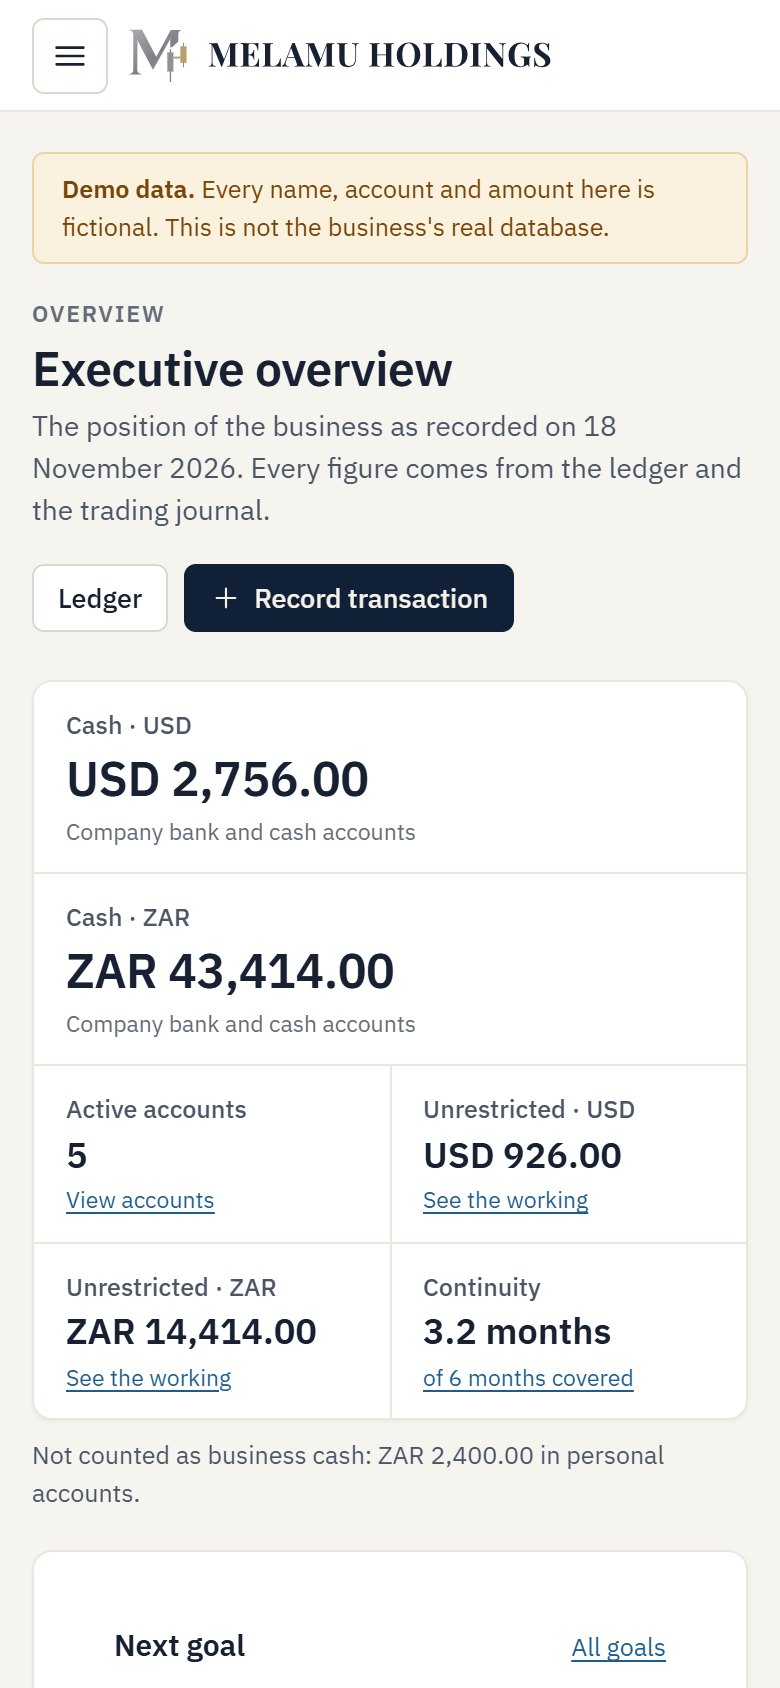 MELAMU HOLDINGS
Demo data. Every name, account and amount here is
fictional. This is not the business's real database.
OVERVIEW
Executive overview
The position of the business as recorded on 18
November 2026. Every figure comes from the ledger and
the trading journal.
Ledger
+ Record transaction
Cash · USD
USD 2,756.00
Company bank and cash accounts
Cash · ZAR
ZAR 43,414.00
Company bank and cash accounts
Active accounts
5
View accounts
Unrestricted · USD
USD 926.00
See the working
Unrestricted · ZAR
ZAR 14,414.00
See the working
Continuity
3.2 months
of 6 months covered
Not counted as business cash: ZAR 2,400.00 in personal
accounts.
Next goal
All goals